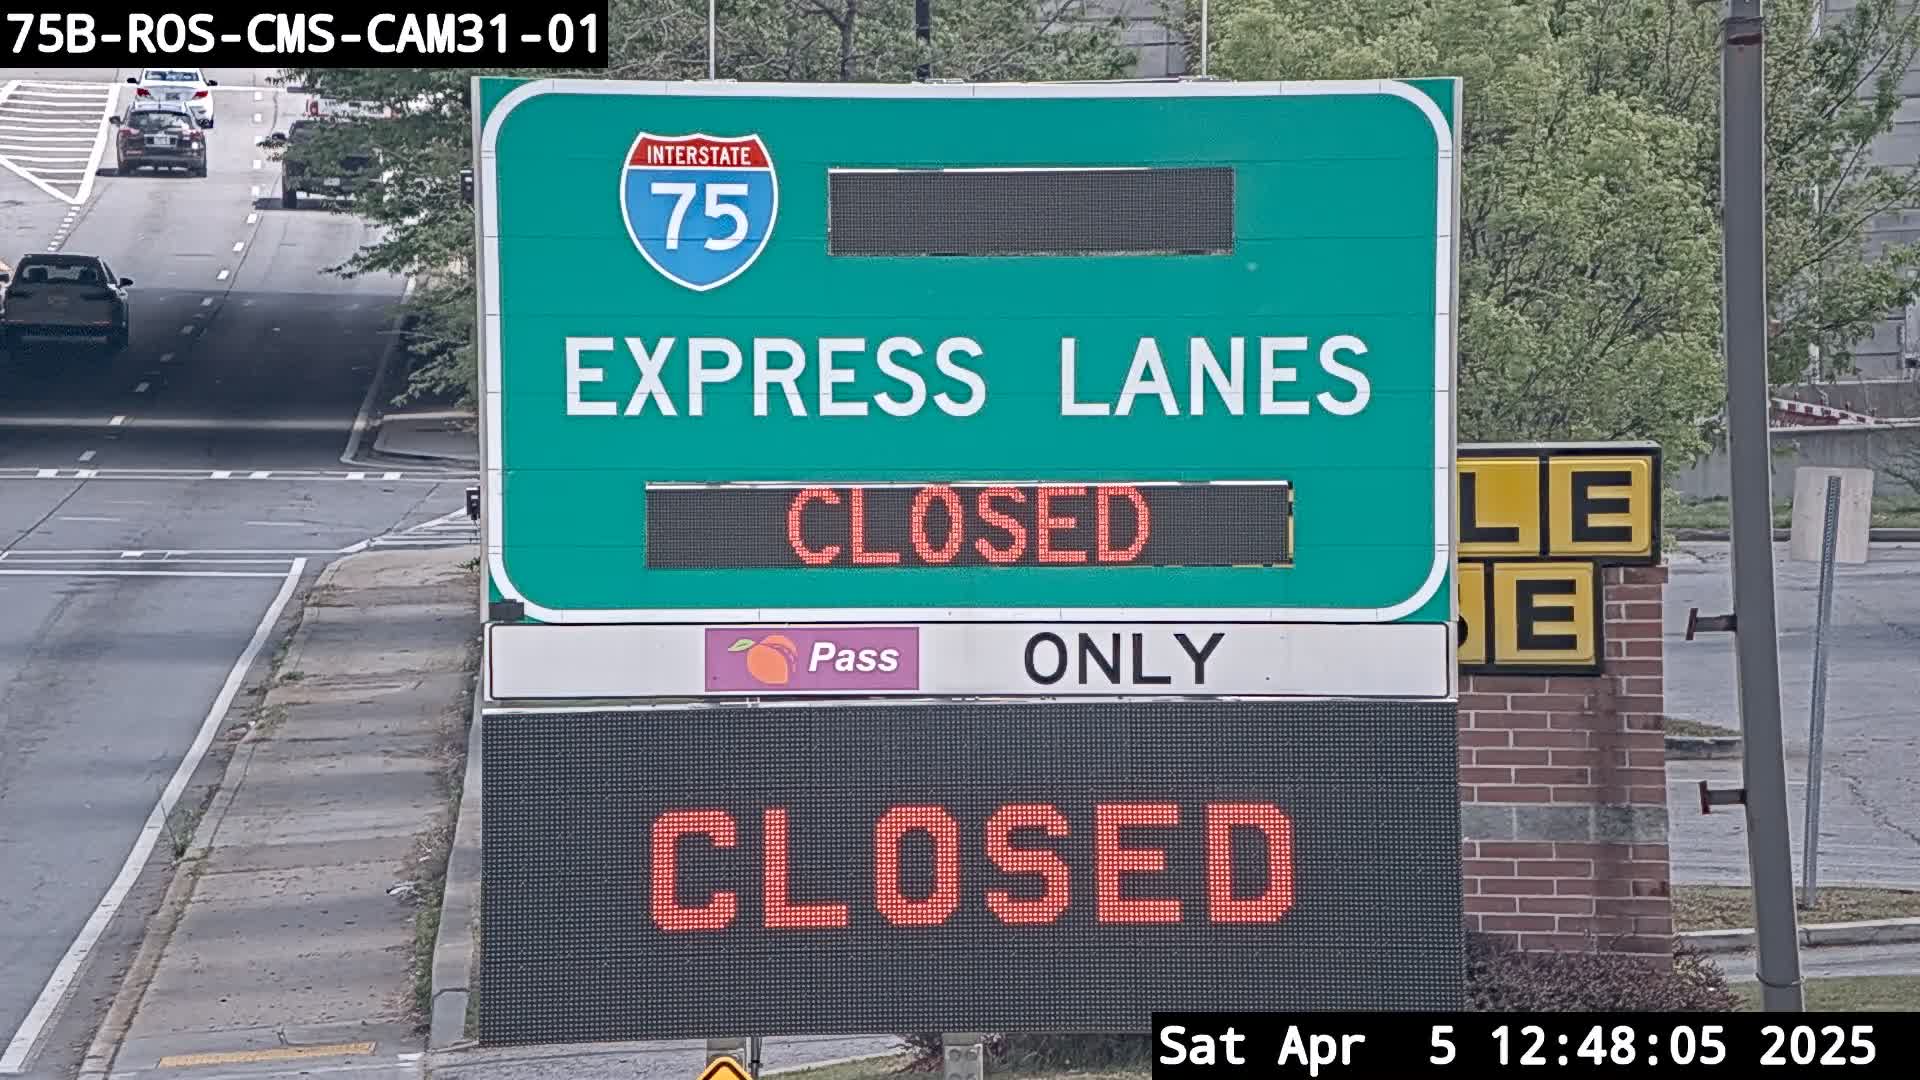 75B-ROS-CMS-CAM31-01
INTERSTATE
75
EXPRESS LANES
CLOSED
Pass ONLY
CLOSED
LE
E
Sat Apr 5 12:48:05 2025